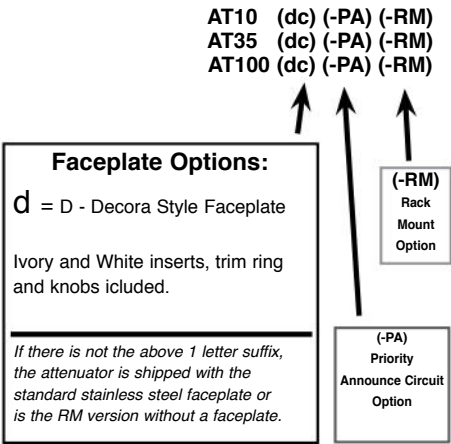 AT10 (dc) (-PA) (-RM)
AT35 (dc) (-PA) (-RM)
AT100 (dc) (-PA) (-RM)
Faceplate Options:
d = D - Decora Style Faceplate
Ivory and White inserts, trim ring
and knobs icluded.
If there is not the above 1 letter suffix,
the attenuator is shipped with the
standard stainless steel faceplate or
is the RM version without a faceplate.
(-RM)
Rack
Mount
Option
(-PA)
Priority
Announce Circuit
Option